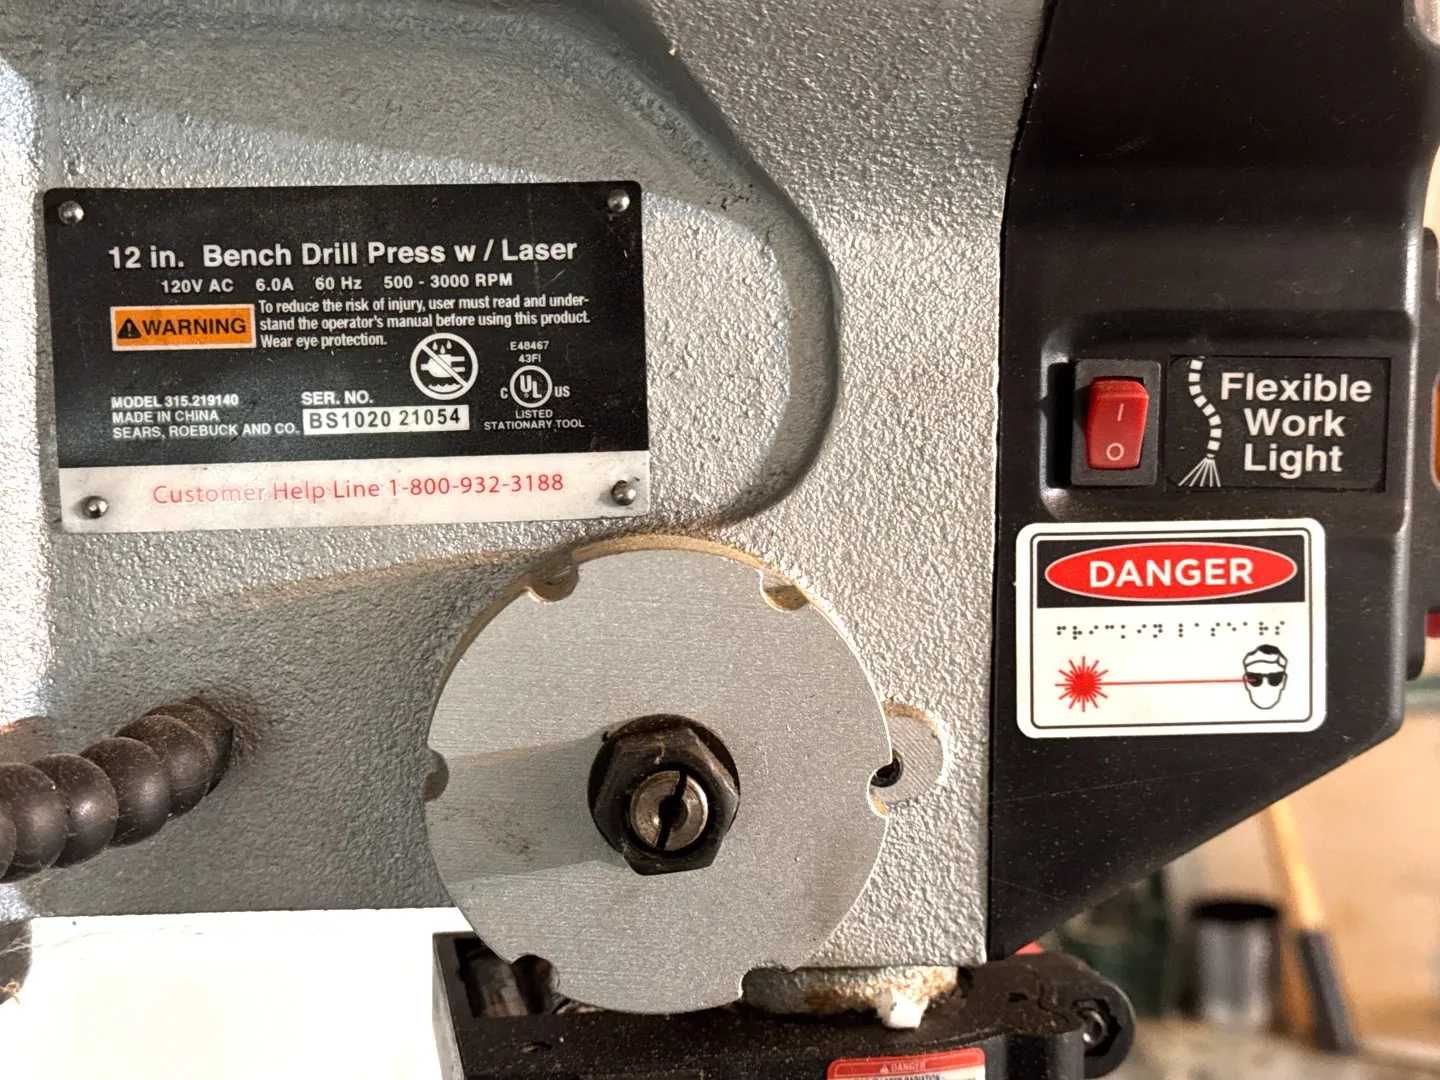 12 in. Bench Drill Press w / Laser
120V AC 6.0A 60 Hz 500 - 3000 RPM
WARNING
To reduce the risk of injury, user must read and under-
stand the operator's manual before using this product.
Wear eye protection.
E48467
43FI
C UL US
LISTED
STATIONARY TOOL
MODEL 315.219140
MADE IN CHINA
SEARS, ROEBUCK AND CO.
SER. NO.
BS1020 21054
Customer Help Line 1-800-932-3188
I
O
Flexible
Work
Light
DANGER
DANGER